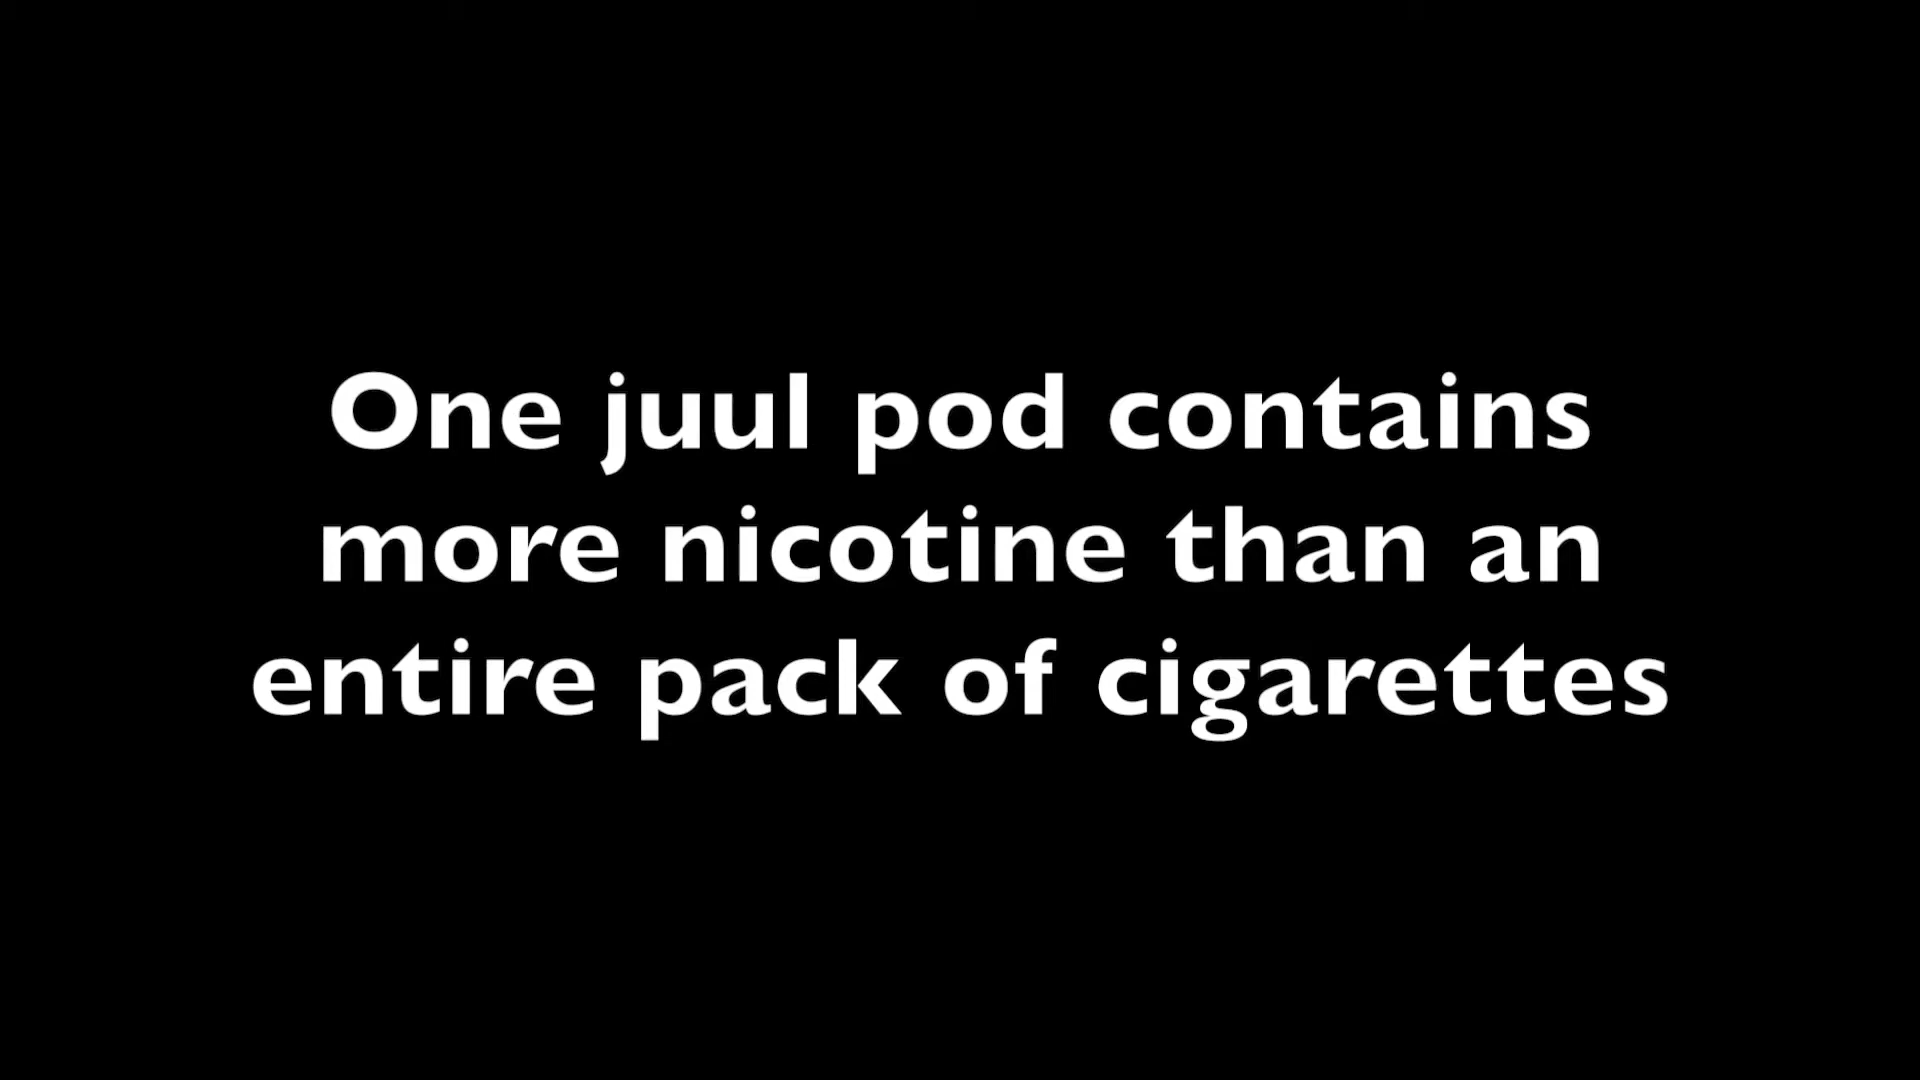 One juul pod contains
more nicotine than an
entire pack of cigarettes